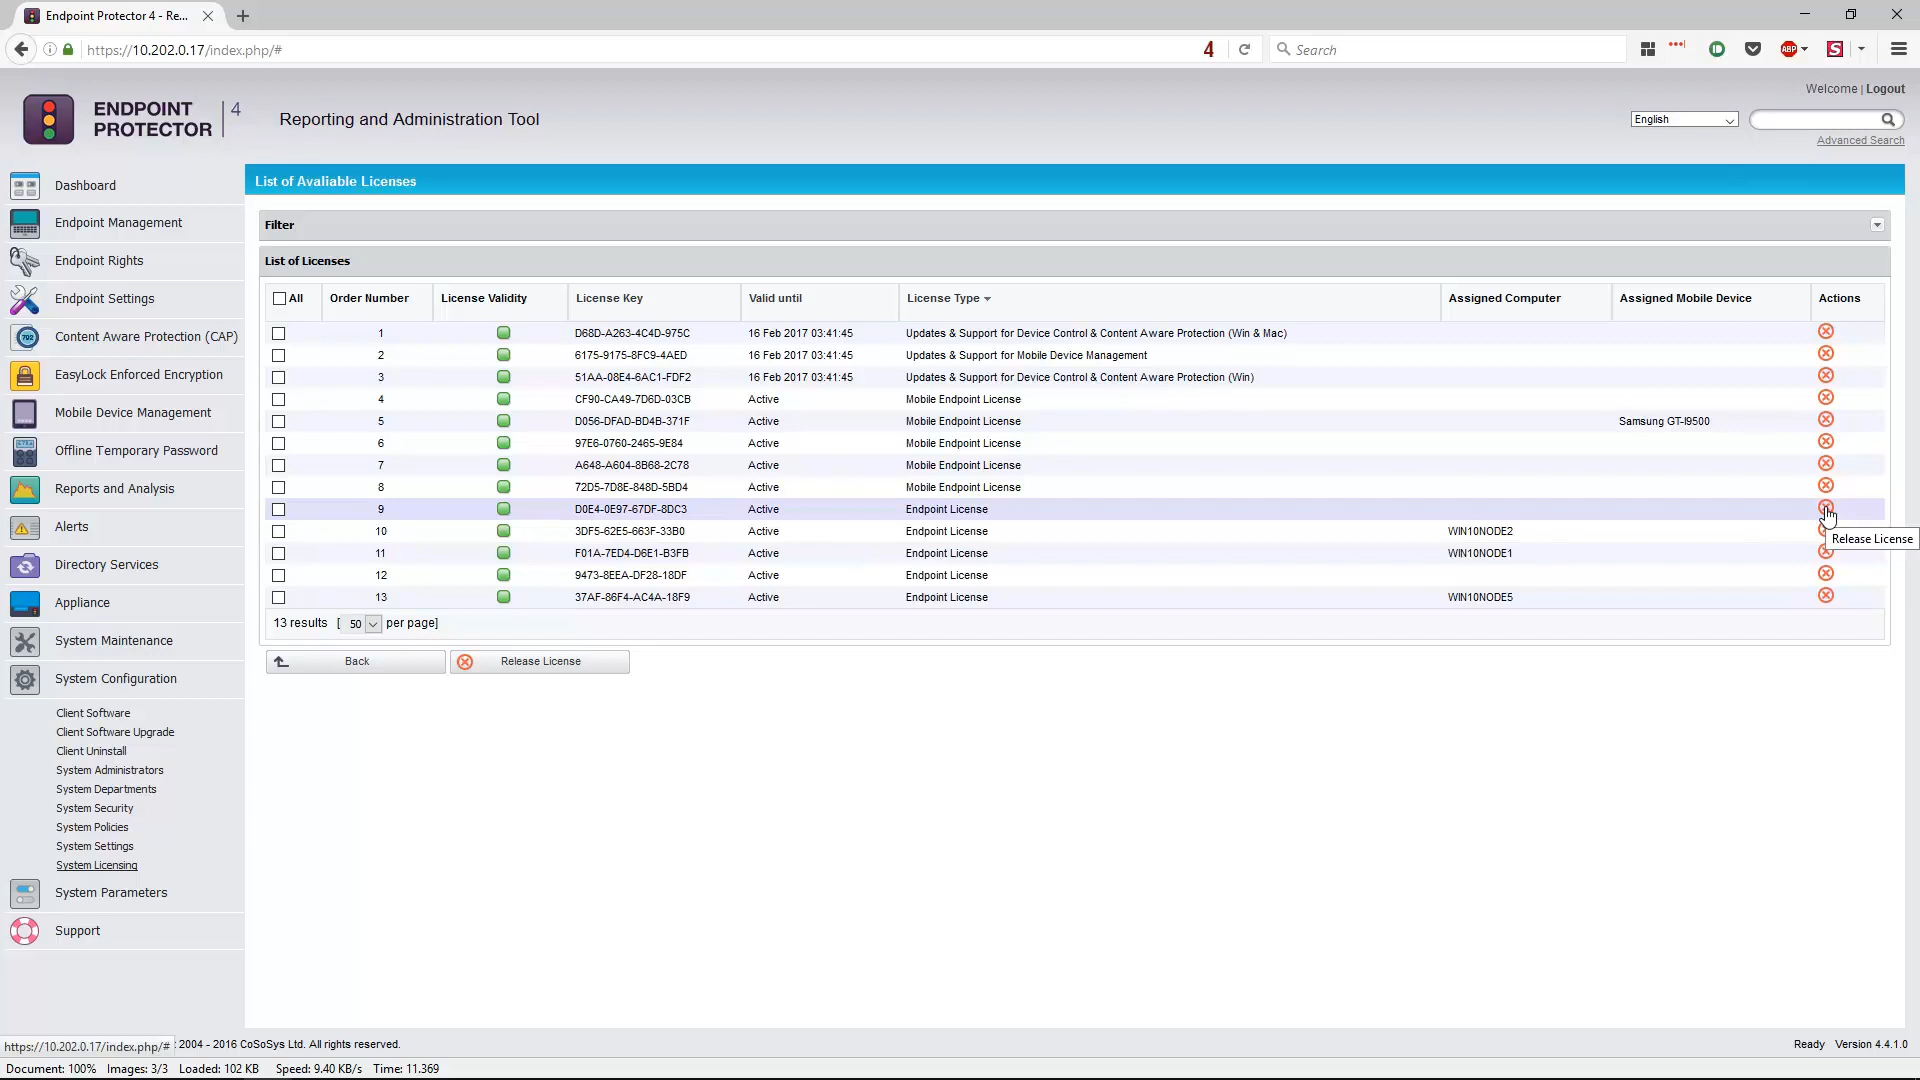 Endpoint Protector 4 - Re...
https://10.202.0.17/index.php/#
4
Search
ABP
S
Welcome | Logout
ENDPOINT
PROTECTOR
4
Reporting and Administration Tool
English
Advanced Search
Dashboard
Endpoint Management
Endpoint Rights
Endpoint Settings
Content Aware Protection (CAP)
EasyLock Enforced Encryption
Mobile Device Management
Offline Temporary Password
Reports and Analysis
Alerts
Directory Services
Appliance
System Maintenance
System Configuration
Client Software
Client Software Upgrade
Client Uninstall
System Administrators
System Departments
System Security
System Policies
System Settings
System Licensing
System Parameters
Support
List of Avaliable Licenses
Filter
List of Licenses
All Order Number License Validity License Key Valid until License Type Assigned Computer Assigned Mobile Device Actions
1 D68D-A263-4C4D-975C 16 Feb 2017 03:41:45 Updates & Support for Device Control & Content Aware Protection (Win & Mac)
2 6175-9175-8FC9-4AED 16 Feb 2017 03:41:45 Updates & Support for Mobile Device Management
3 51AA-08E4-6AC1-FDF2 16 Feb 2017 03:41:45 Updates & Support for Device Control & Content Aware Protection (Win)
4 CF90-CA49-7D6D-03CB Active Mobile Endpoint License
5 D056-DFAD-BD4B-371F Active Mobile Endpoint License Samsung GT-I9500
6 97E6-0760-2465-9E84 Active Mobile Endpoint License
7 A648-A604-8B68-2C78 Active Mobile Endpoint License
8 72D5-7D8E-848D-5BD4 Active Mobile Endpoint License
9 D0E4-0E97-67DF-8DC3 Active Endpoint License
10 3DF5-62E5-663F-33B0 Active Endpoint License WIN10NODE2
Release License
11 F01A-7ED4-D6E1-B3FB Active Endpoint License WIN10NODE1
12 9473-8EEA-DF28-18DF Active Endpoint License
13 37AF-86F4-AC4A-18F9 Active Endpoint License WIN10NODE5
13 results [ 50 per page]
Back
Release License
https://10.202.0.17/index.php/#
2004 - 2016 CoSoSys Ltd. All rights reserved.
Ready Version 4.4.1.0
Document: 100% Images: 3/3 Loaded: 102 KB Speed: 9.40 KB/s Time: 11.369